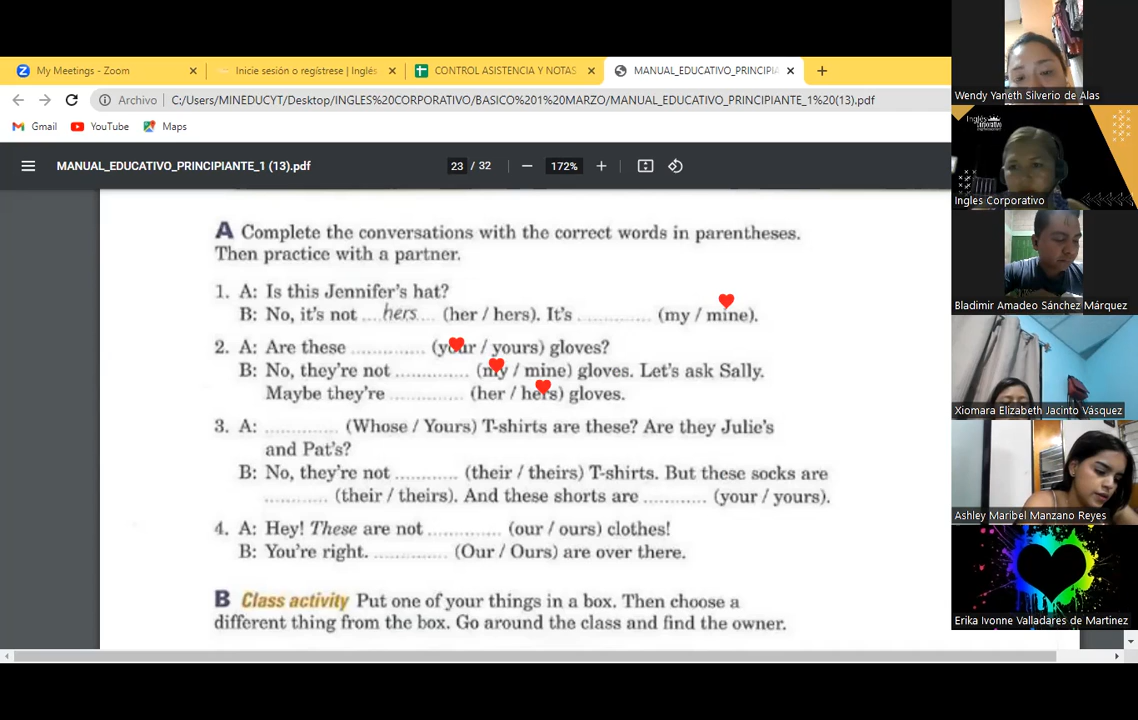 My Meetings - Zoom
Inicie sesión o regístrese | Inglés
CONTROL ASISTENCIA Y NOTAS
MANUAL_EDUCATIVO_PRINCIPIA
Archivo | C:/Users/MINEDUCYT/Desktop/INGLES%20CORPORATIVO/BASICO%201%20MARZO/MANUAL_EDUCATIVO_PRINCIPIANTE_1%20(13).pdf
Gmail YouTube Maps
MANUAL_EDUCATIVO_PRINCIPIANTE_1 (13).pdf
23 / 32 | − 172% +
A Complete the conversations with the correct words in parentheses.
Then practice with a partner.
1. A: Is this Jennifer's hat?
B: No, it's not ....hers.... (her / hers). It's ............ (my / mine).
2. A: Are these ............ (your / yours) gloves?
B: No, they're not ............ (my / mine) gloves. Let's ask Sally.
Maybe they're ............ (her / hers) gloves.
3. A: ............ (Whose / Yours) T-shirts are these? Are they Julie's
and Pat's?
B: No, they're not .......... (their / theirs) T-shirts. But these socks are
............ (their / theirs). And these shorts are ........... (your / yours).
4. A: Hey! These are not ............ (our / ours) clothes!
B: You're right. ............ (Our / Ours) are over there.
B Class activity Put one of your things in a box. Then choose a
different thing from the box. Go around the class and find the owner.
Wendy Yaneth Silverio de Alas
Inglés
corporativo
Ingles Corporativo
Bladimir Amadeo Sánchez Márquez
Xiomara Elizabeth Jacinto Vásquez
Ashley Maribel Manzano Reyes
Erika Ivonne Valladares de Martinez